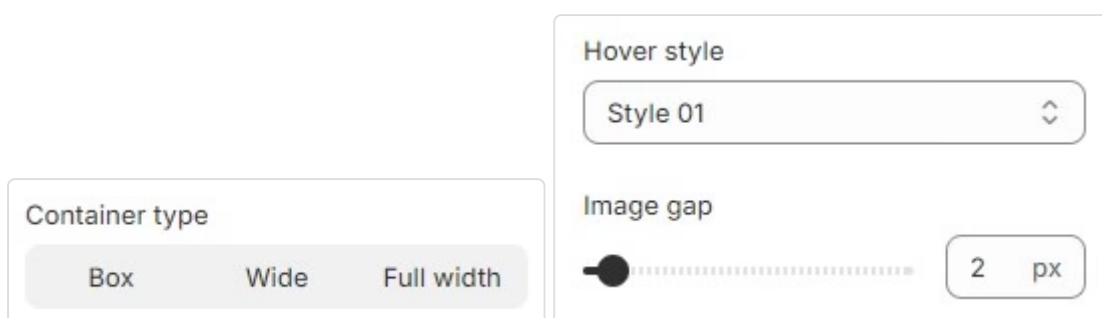 Container type
Box Wide Full width
Hover style
Style 01
Image gap
2 px